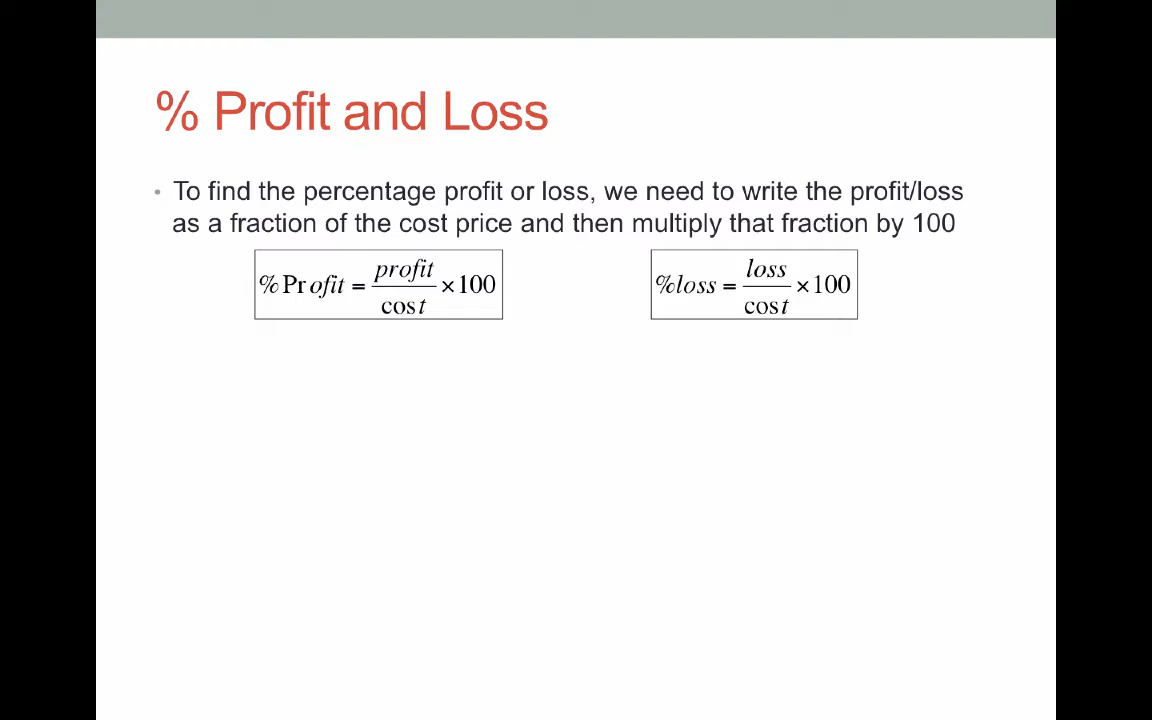 % Profit and Loss
• To find the percentage profit or loss, we need to write the profit/loss
as a fraction of the cost price and then multiply that fraction by 100
%Profit = profit/cost ×100
%loss = loss/cost ×100